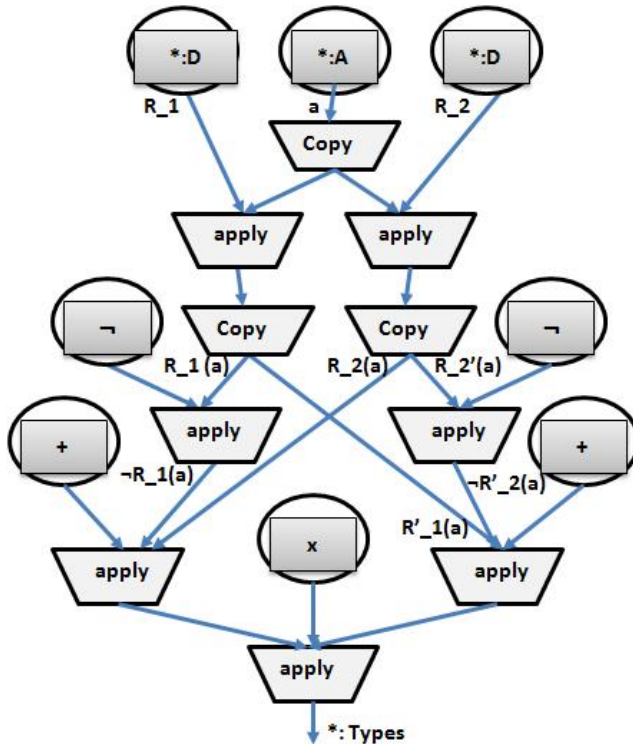 *:D
*:A
*:D
R_1
a
R_2
Copy
apply
apply
¬
Copy
Copy
¬
R_1 (a)
R_2(a)
R_2’(a)
+
apply
apply
+
¬R_1(a)
¬R’_2(a)
x
R’_1(a)
apply
apply
apply
*: Types